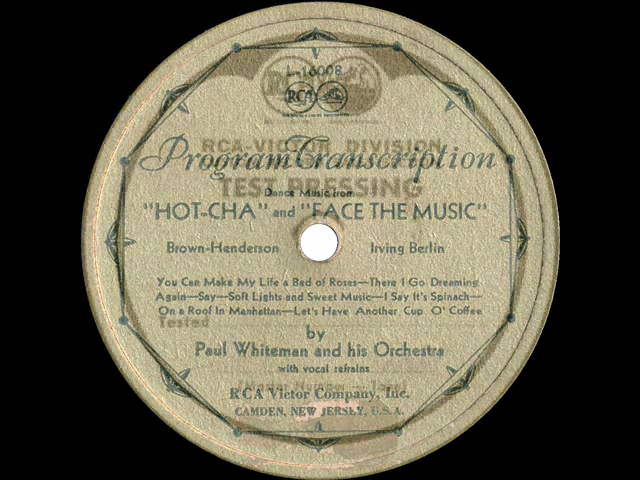 L-16008
RCA
RCA-VICTOR DIVISION
Program Transcription
TEST PRESSING
Dance Music from
"HOT-CHA" and "FACE THE MUSIC"
Brown-Henderson Irving Berlin
You Can Make My Life a Bed of Roses—There I Go Dreaming
Again—Say—Soft Lights and Sweet Music—I Say It's Spinach—
On a Roof In Manhattan—Let's Have Another Cup O' Coffee
Tested
by
Paul Whiteman and his Orchestra
with vocal refrains
RCA Victor Company, Inc.
CAMDEN, NEW JERSEY, U.S.A.